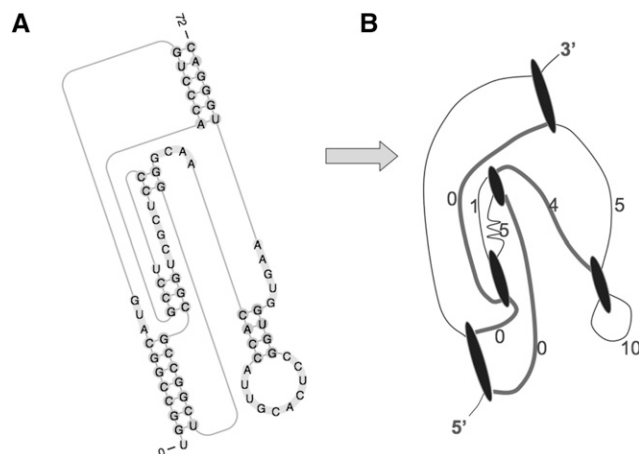 A
B
72
C A G G G U
G U C C C A
G C A A
G G G
C C
U C G C U
U C C G
G G C
A A G U G
G U G G C C U C A C G U U A C C A C
G U A C G G C C G G U
G C C G G C U
0
3’
0
1
5
4
5
0
0
10
5’